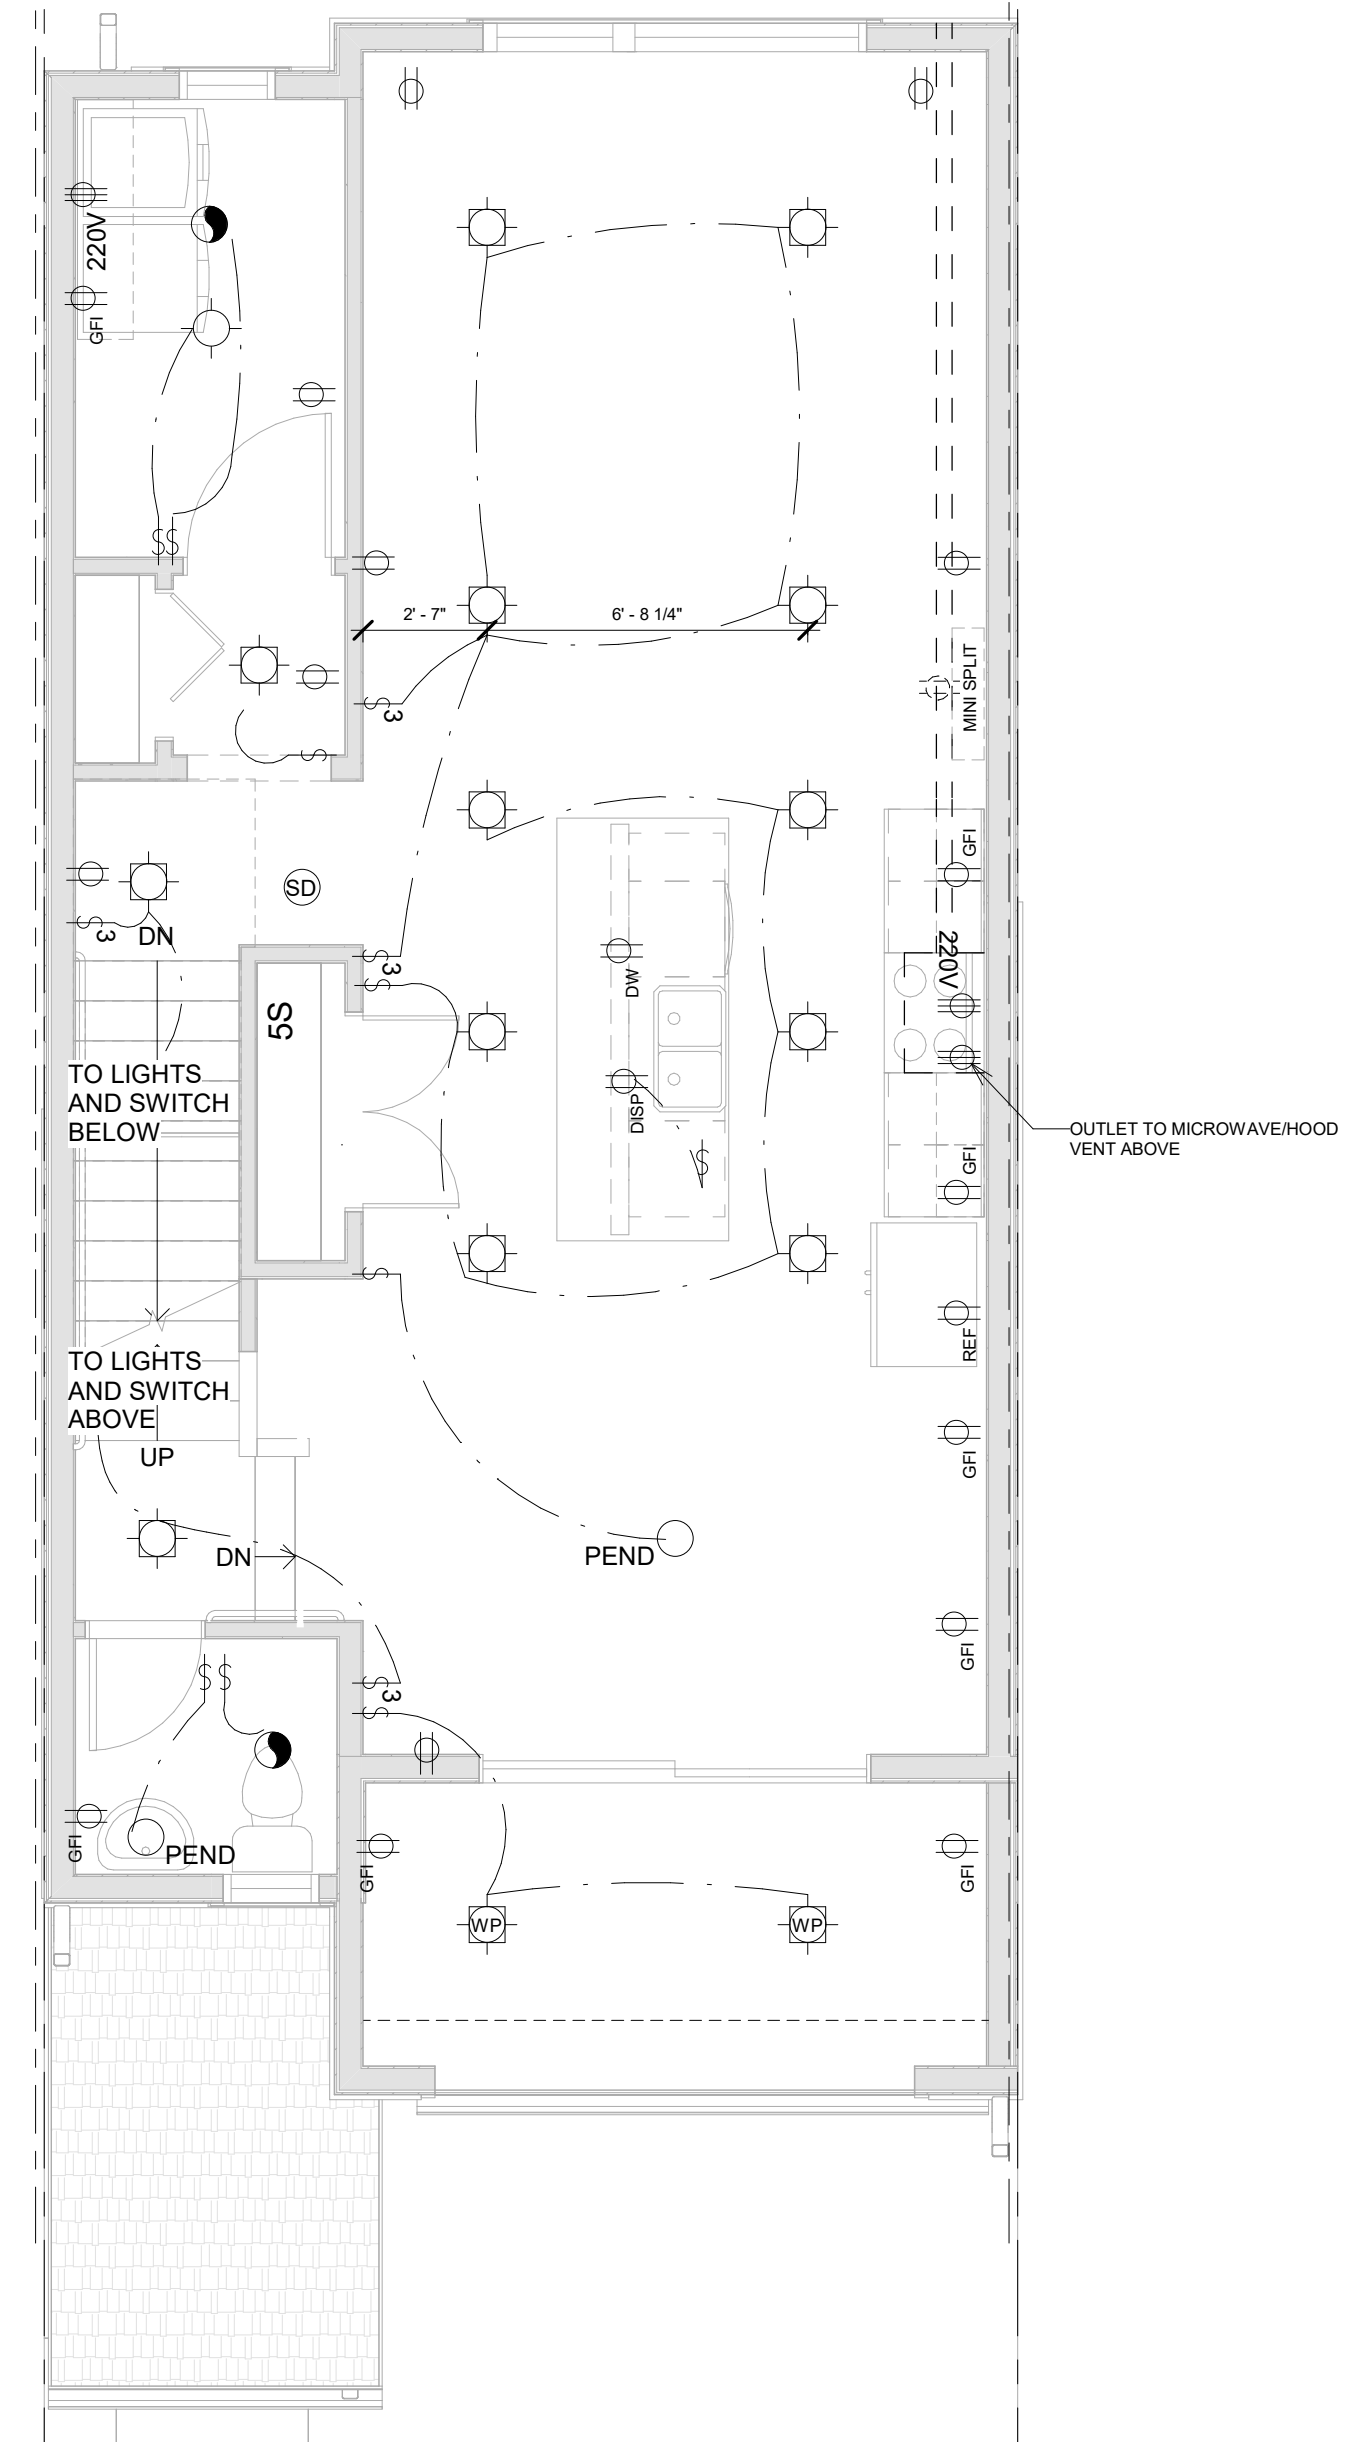 220V
GFI
$$
2' - 7"
6' - 8 1/4"
MINI SPLIT
$3
$
GFI
SD
$3
DN
$3
$
220V
5S
DW
TO LIGHTS
AND SWITCH
BELOW
DISP
$
OUTLET TO MICROWAVE/HOOD
VENT ABOVE
GFI
$
REF
TO LIGHTS
AND SWITCH
ABOVE
UP
GFI
DN
PEND
GFI
$$
$3
$
GFI
PEND
GFI
GFI
WP
WP